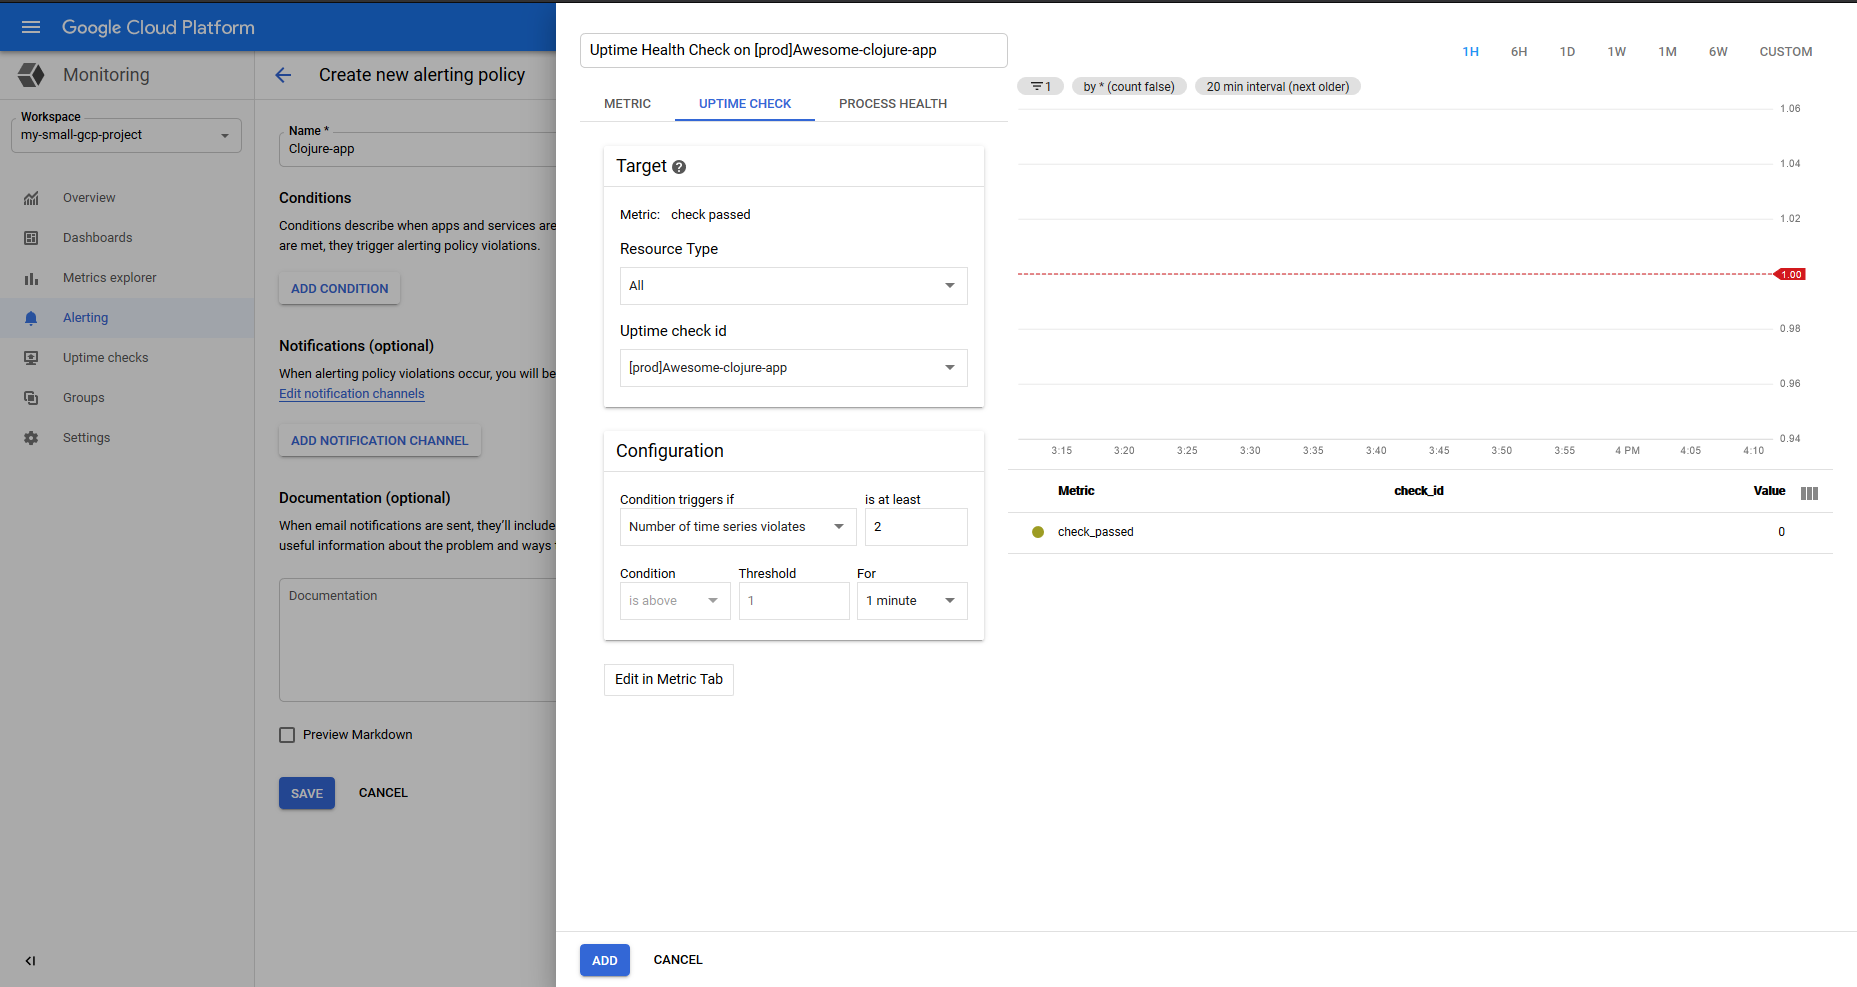 Google Cloud Platform
Monitoring
Workspace
my-small-gcp-project
Overview
Dashboards
Metrics explorer
Alerting
Uptime checks
Groups
Settings
Create new alerting policy
Name *
Clojure-app
Conditions
Conditions describe when apps and services are
are met, they trigger alerting policy violations.
ADD CONDITION
Notifications (optional)
When alerting policy violations occur, you will be
Edit notification channels
ADD NOTIFICATION CHANNEL
Documentation (optional)
When email notifications are sent, they'll include
useful information about the problem and ways
Documentation
Preview Markdown
SAVE CANCEL
Uptime Health Check on [prod]Awesome-clojure-app
METRIC UPTIME CHECK PROCESS HEALTH
Target
Metric: check passed
Resource Type
All
Uptime check id
[prod]Awesome-clojure-app
Configuration
Condition triggers if is at least
Number of time series violates 2
Condition Threshold For
is above 1 1 minute
Edit in Metric Tab
ADD CANCEL
1H 6H 1D 1W 1M 6W CUSTOM
1 by * (count false) 20 min interval (next older)
1.06
1.04
1.02
1.00
0.98
0.96
0.94
3:15 3:20 3:25 3:30 3:35 3:40 3:45 3:50 3:55 4 PM 4:05 4:10
Metric check_id Value
check_passed 0